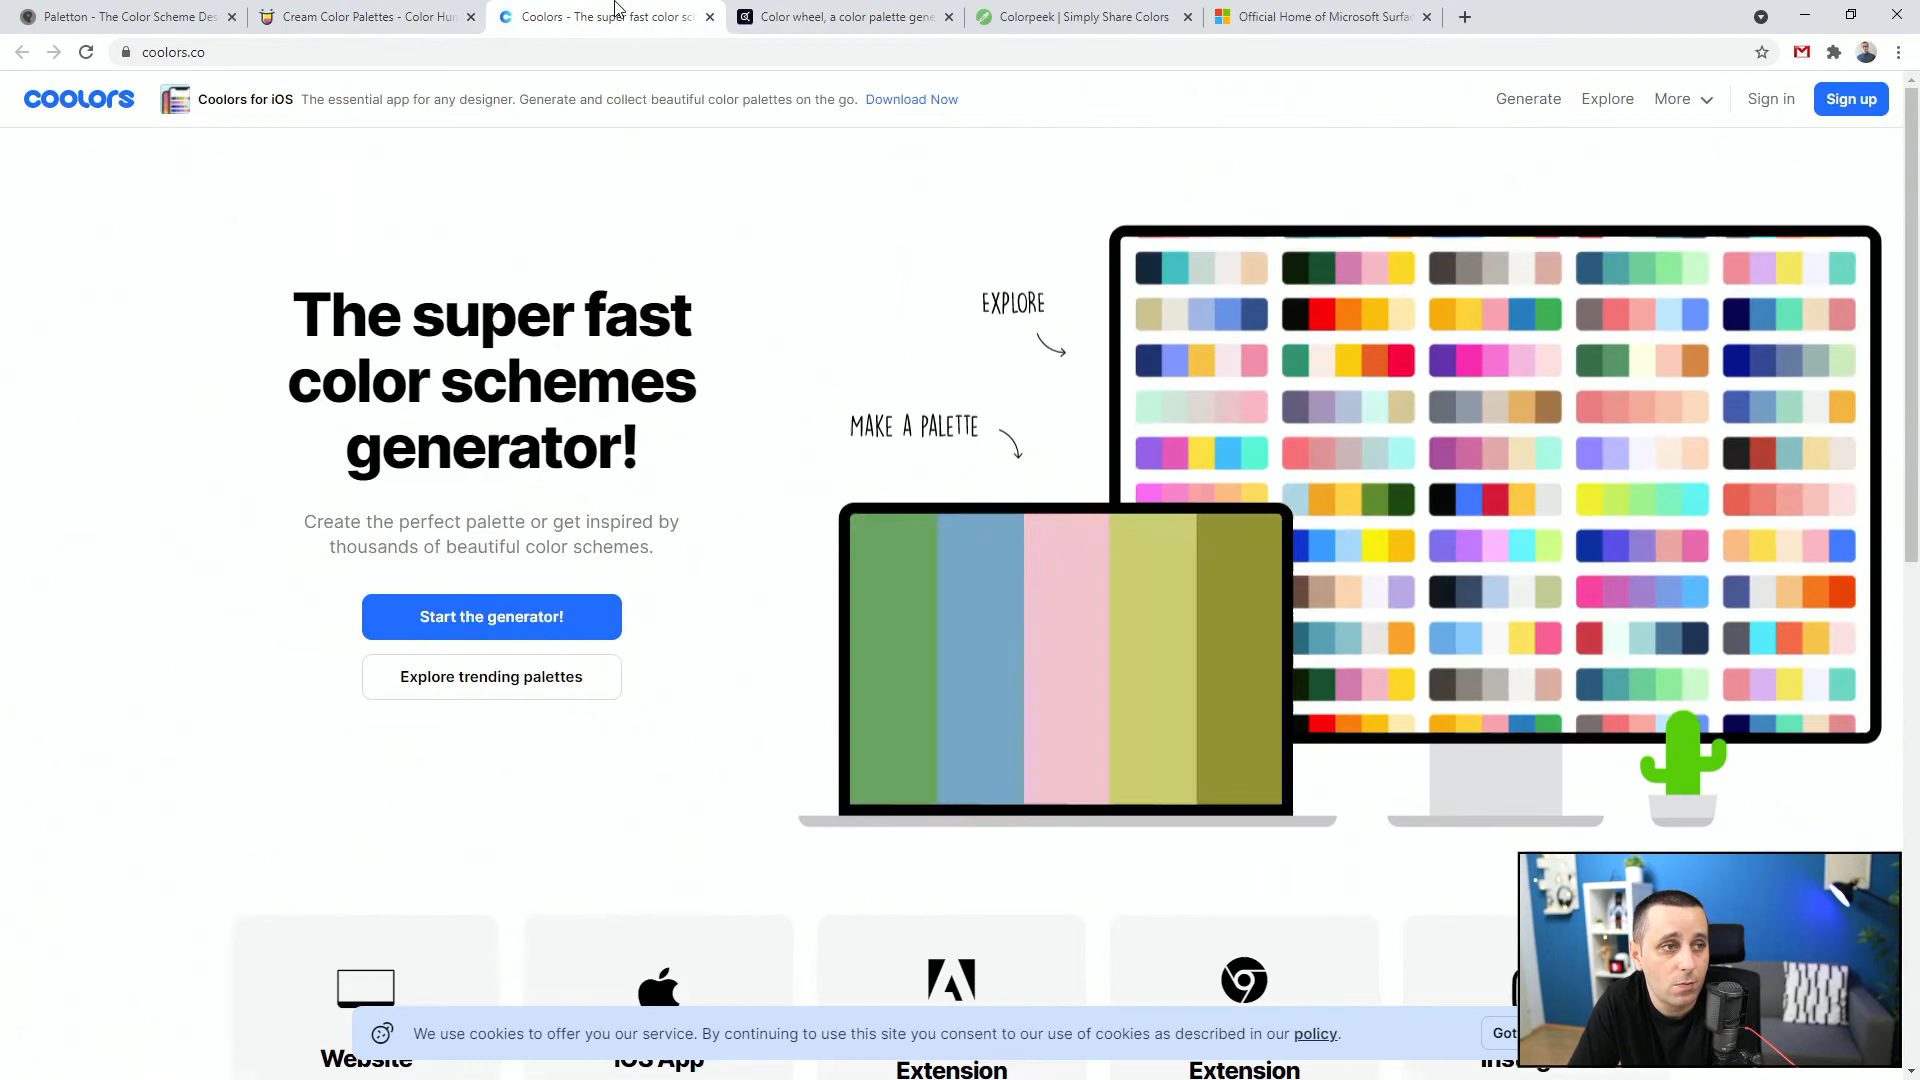 Paletton - The Color Scheme Des
Cream Color Palettes - Color Hun
Coolors - The super fast color sch
Color wheel, a color palette gene
Colorpeek | Simply Share Colors
Official Home of Microsoft Surfa
coolors.co
coolors
Coolors for iOS The essential app for any designer. Generate and collect beautiful color palettes on the go. Download Now
Generate Explore More Sign in Sign up
The super fast
color schemes
generator!
Create the perfect palette or get inspired by
thousands of beautiful color schemes.
Start the generator!
Explore trending palettes
EXPLORE
MAKE A PALETTE
Website
iOS App
Extension
Extension
We use cookies to offer you our service. By continuing to use this site you consent to our use of cookies as described in our policy.
Got